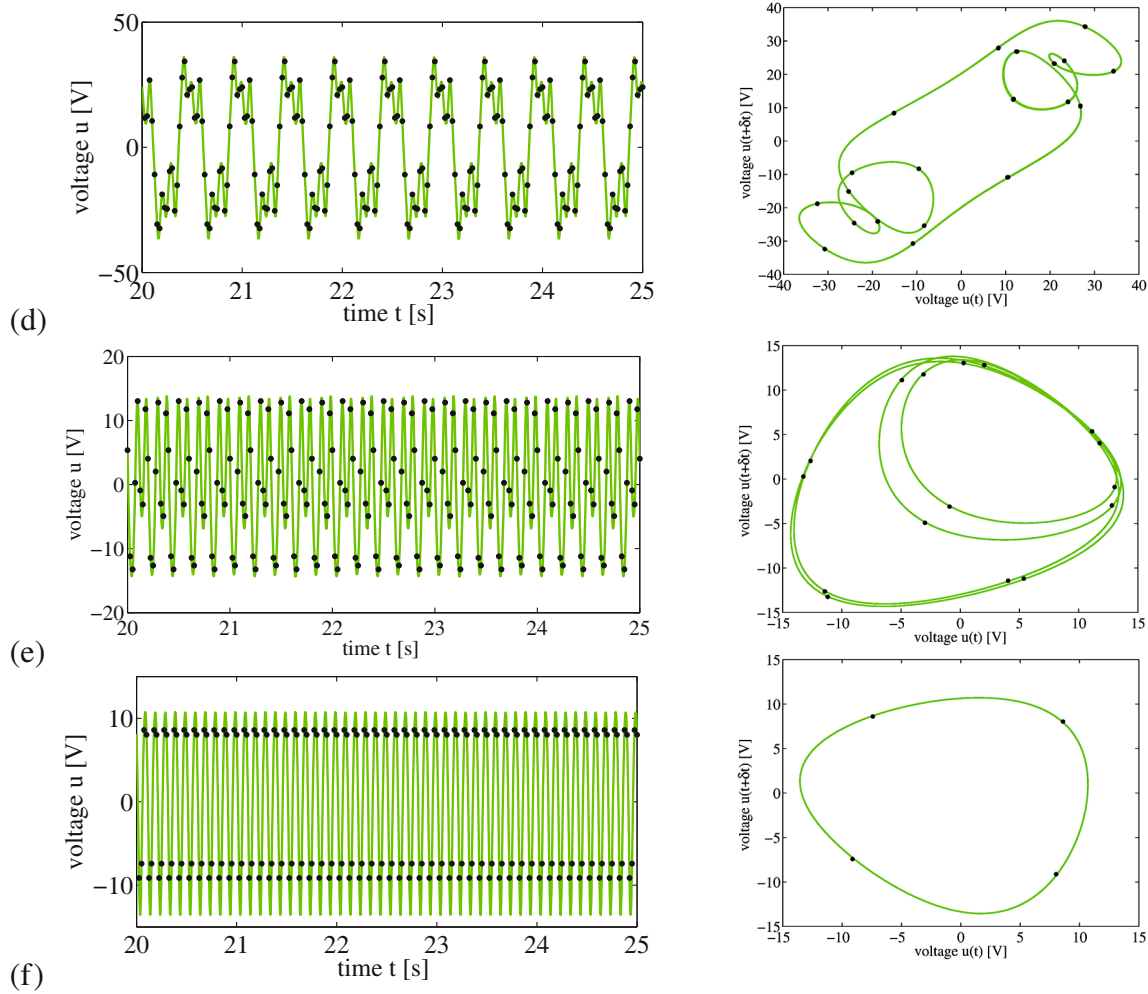 50
0
−50
voltage u [V]
20 21 22 23 24 25
time t [s]
40
30
20
10
0
−10
−20
−30
−40
voltage u(t+δt) [V]
−40 −30 −20 −10 0 10 20 30 40
voltage u(t) [V]
(d)
20
10
0
−10
−20
voltage u [V]
20 21 22 23 24 25
time t [s]
15
10
5
0
−5
−10
−15
voltage u(t+δt) [V]
−15 −10 −5 0 5 10 15
voltage u(t) [V]
(e)
10
0
−10
voltage u [V]
20 21 22 23 24 25
time t [s]
15
10
5
0
−5
−10
−15
voltage u(t+δt) [V]
−15 −10 −5 0 5 10 15
voltage u(t) [V]
(f)